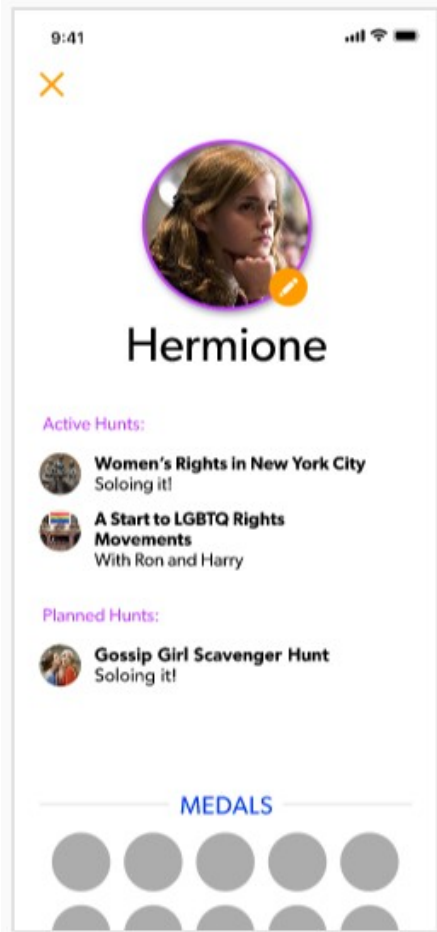 9:41
Hermione
Active Hunts:
Women's Rights in New York City
Soloing it!
A Start to LGBTQ Rights
Movements
With Ron and Harry
Planned Hunts:
Gossip Girl Scavenger Hunt
Soloing it!
MEDALS